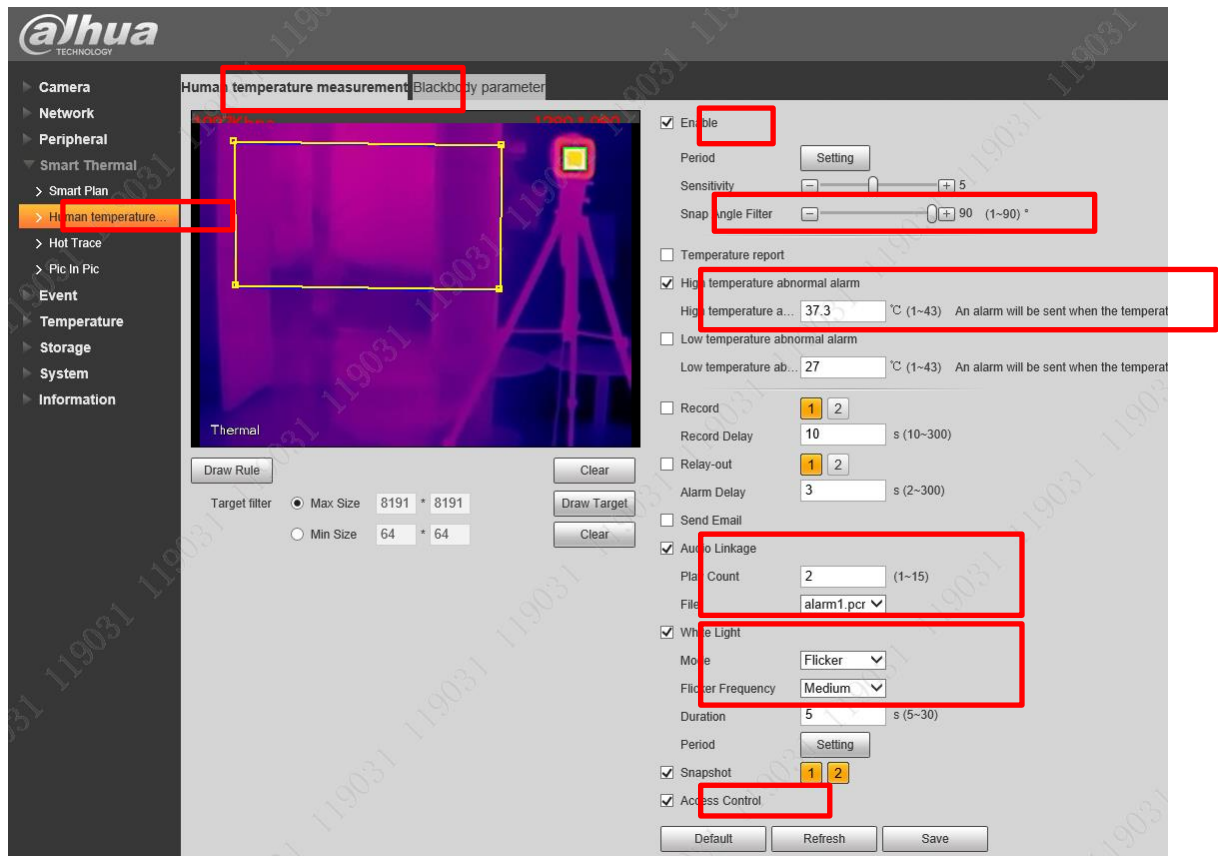 alhua
TECHNOLOGY
Camera
Network
Peripheral
Smart Thermal
Smart Plan
Human temperature...
Hot Trace
Pic In Pic
Event
Temperature
Storage
System
Information
Human temperature measurement
Blackbody parameter
1280*960
Thermal
Draw Rule
Clear
Target filter Max Size 8191 * 8191 Draw Target
Min Size 64 * 64 Clear
Enable
Period Setting
Sensitivity - + 5
Snap Angle Filter - + 90 (1~90) °
Temperature report
High temperature abnormal alarm
High temperature a... 37.3 °C (1~43) An alarm will be sent when the temperat
Low temperature abnormal alarm
Low temperature ab... 27 °C (1~43) An alarm will be sent when the temperat
Record 1 2
Record Delay 10 s (10~300)
Relay-out 1 2
Alarm Delay 3 s (2~300)
Send Email
Audio Linkage
Play Count 2 (1~15)
File alarm1.pcr
White Light
Mode Flicker
Flicker Frequency Medium
Duration 5 s (5~30)
Period Setting
Snapshot 1 2
Access Control
Default Refresh Save
119031 119031 119031